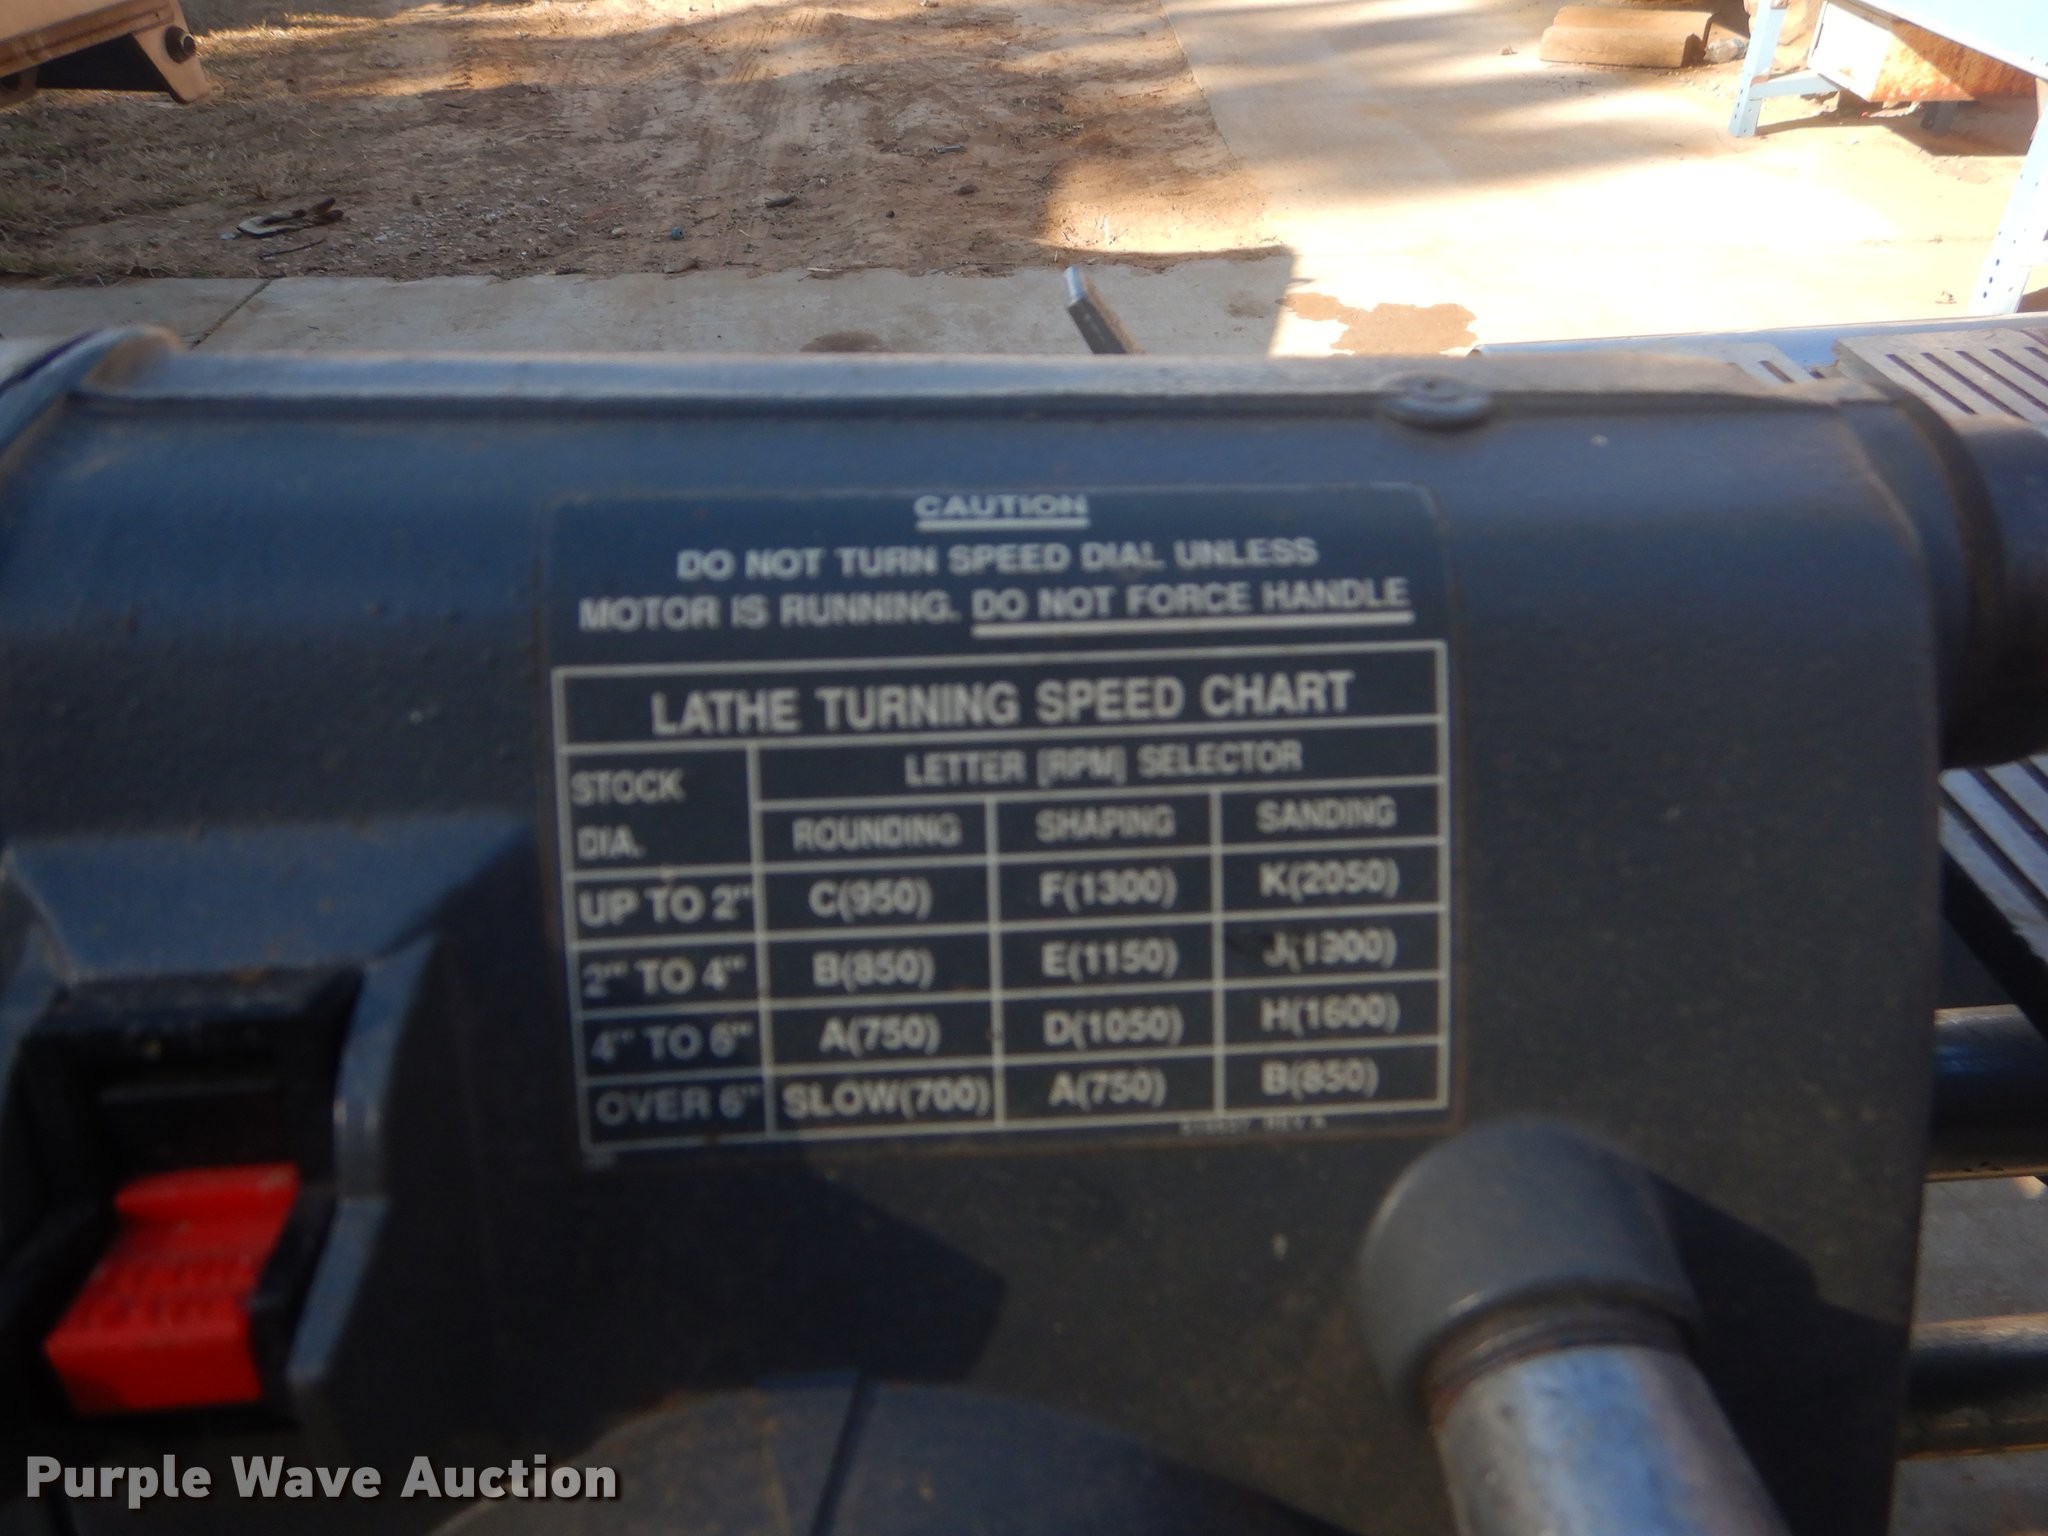 CAUTION
DO NOT TURN SPEED DIAL UNLESS
MOTOR IS RUNNING. DO NOT FORCE HANDLE
LATHE TURNING SPEED CHART
STOCK DIA.
LETTER [RPM] SELECTOR
ROUNDING SHAPING SANDING
UP TO 2" C(950) F(1300) K(2050)
2" TO 4" B(850) E(1150) J(1900)
4" TO 6" A(750) D(1050) H(1600)
OVER 6" SLOW(700) A(750) B(850)
REV A
Purple Wave Auction